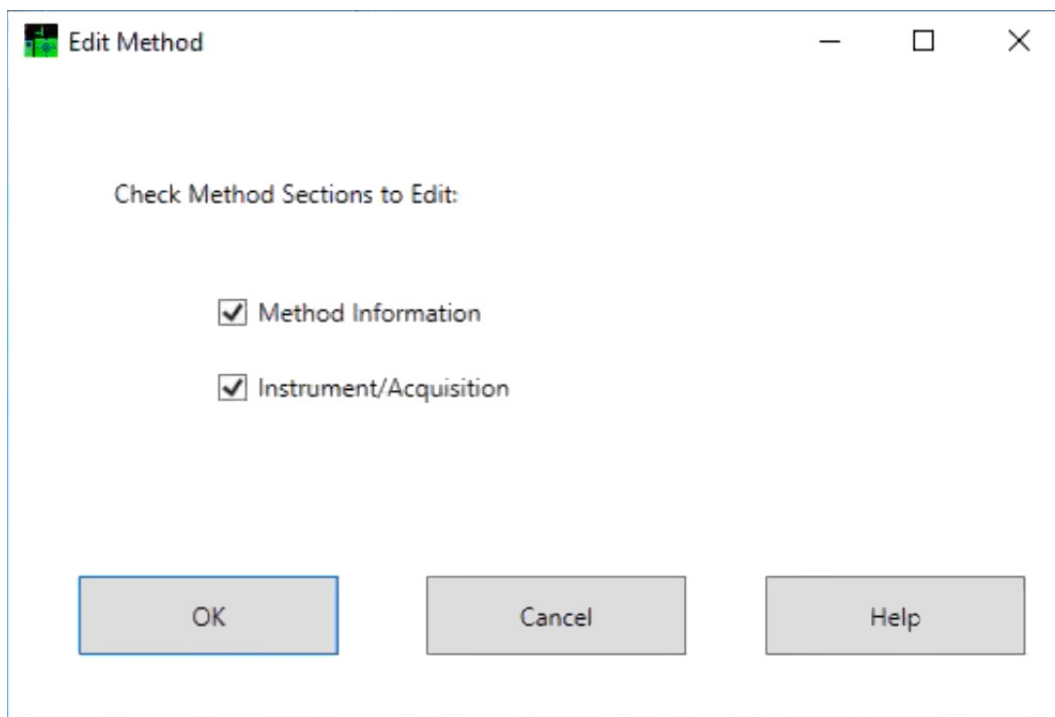 Edit Method
Check Method Sections to Edit:
Method Information
Instrument/Acquisition
OK
Cancel
Help